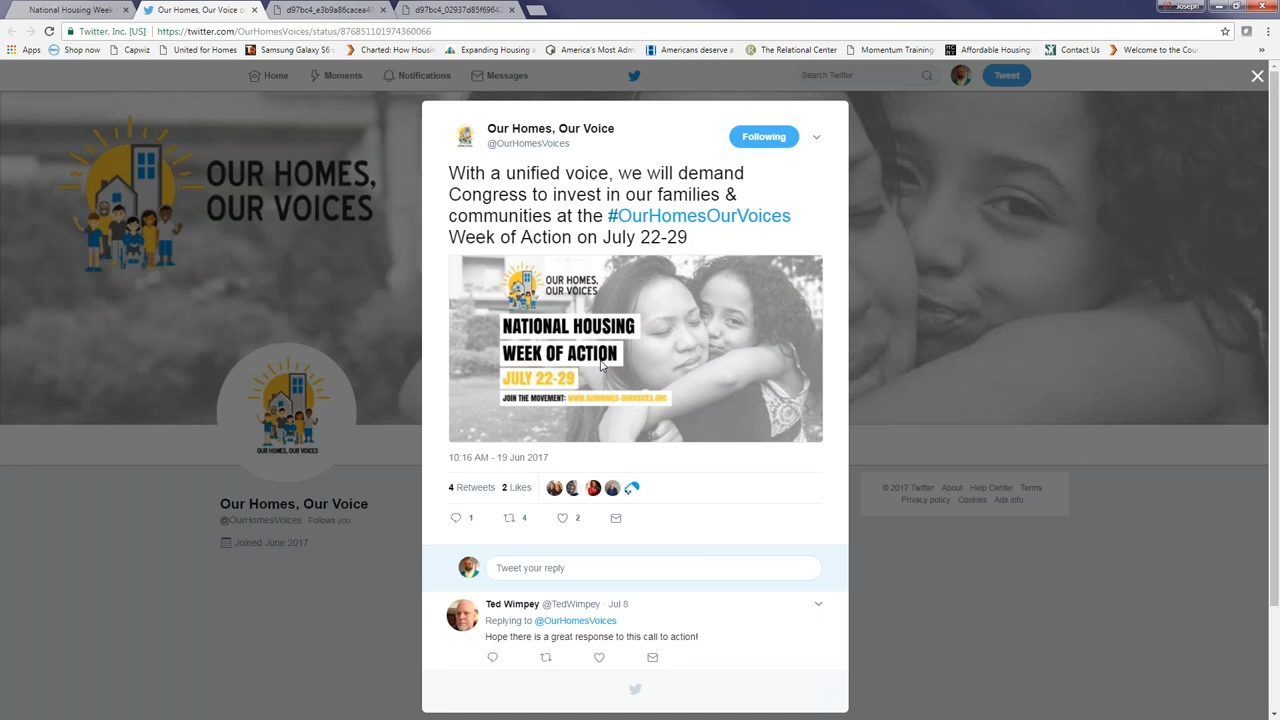 National Housing Week
Our Homes, Our Voice o
d97bc4_e3b9a86cacea4
d97bc4_02937d85f6964
Joseph
Twitter, Inc. [US]
https://twitter.com/OurHomesVoices/status/876851101974360066
Apps
Shop now
Capwiz
United for Homes
Samsung Galaxy S6
Charted: How Housin
Expanding Housing a
America's Most Adm
Americans deserve a
The Relational Center
Momentum Training
Affordable Housing:
Contact Us
Welcome to the Cou
Home
Moments
Notifications
Messages
Search Twitter
Tweet
OUR HOMES,
OUR VOICES
Our Homes, Our Voice
@OurHomesVoices
Following
With a unified voice, we will demand
Congress to invest in our families &
communities at the #OurHomesOurVoices
Week of Action on July 22-29
OUR HOMES,
OUR VOICES
NATIONAL HOUSING
WEEK OF ACTION
JULY 22-29
JOIN THE MOVEMENT: WWW.OURHOMES-OURVOICES.ORG
10:16 AM - 19 Jun 2017
4 Retweets 2 Likes
1 4 2
Tweet your reply
Ted Wimpey @TedWimpey · Jul 8
Replying to @OurHomesVoices
Hope there is a great response to this call to action!
OUR HOMES, OUR VOICES
Our Homes, Our Voice
@OurHomesVoices Follows you
Joined June 2017
© 2017 Twitter About Help Center Terms
Privacy policy Cookies Ads info